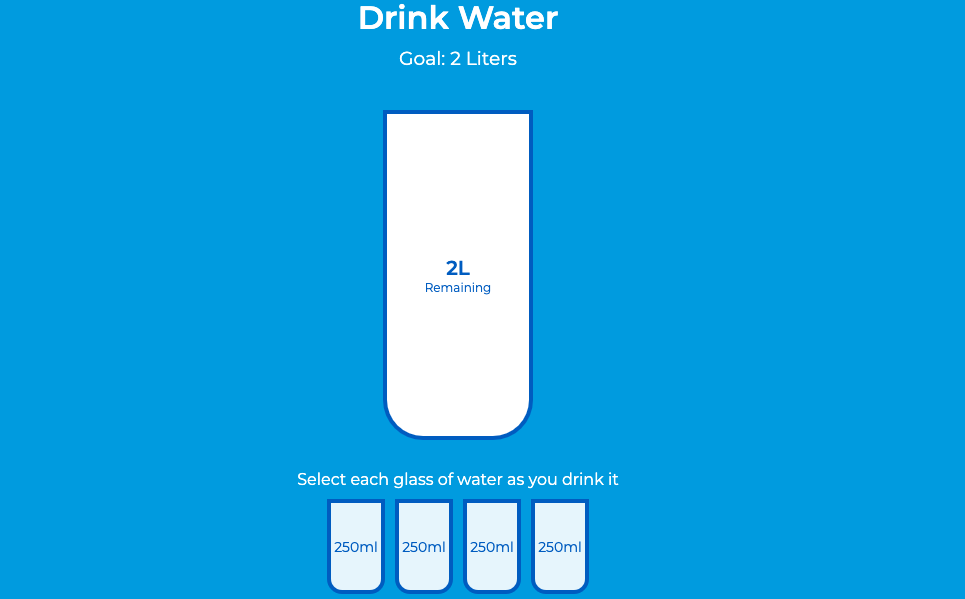 Drink Water
Goal: 2 Liters
2L
Remaining
Select each glass of water as you drink it
250ml 250ml 250ml 250ml